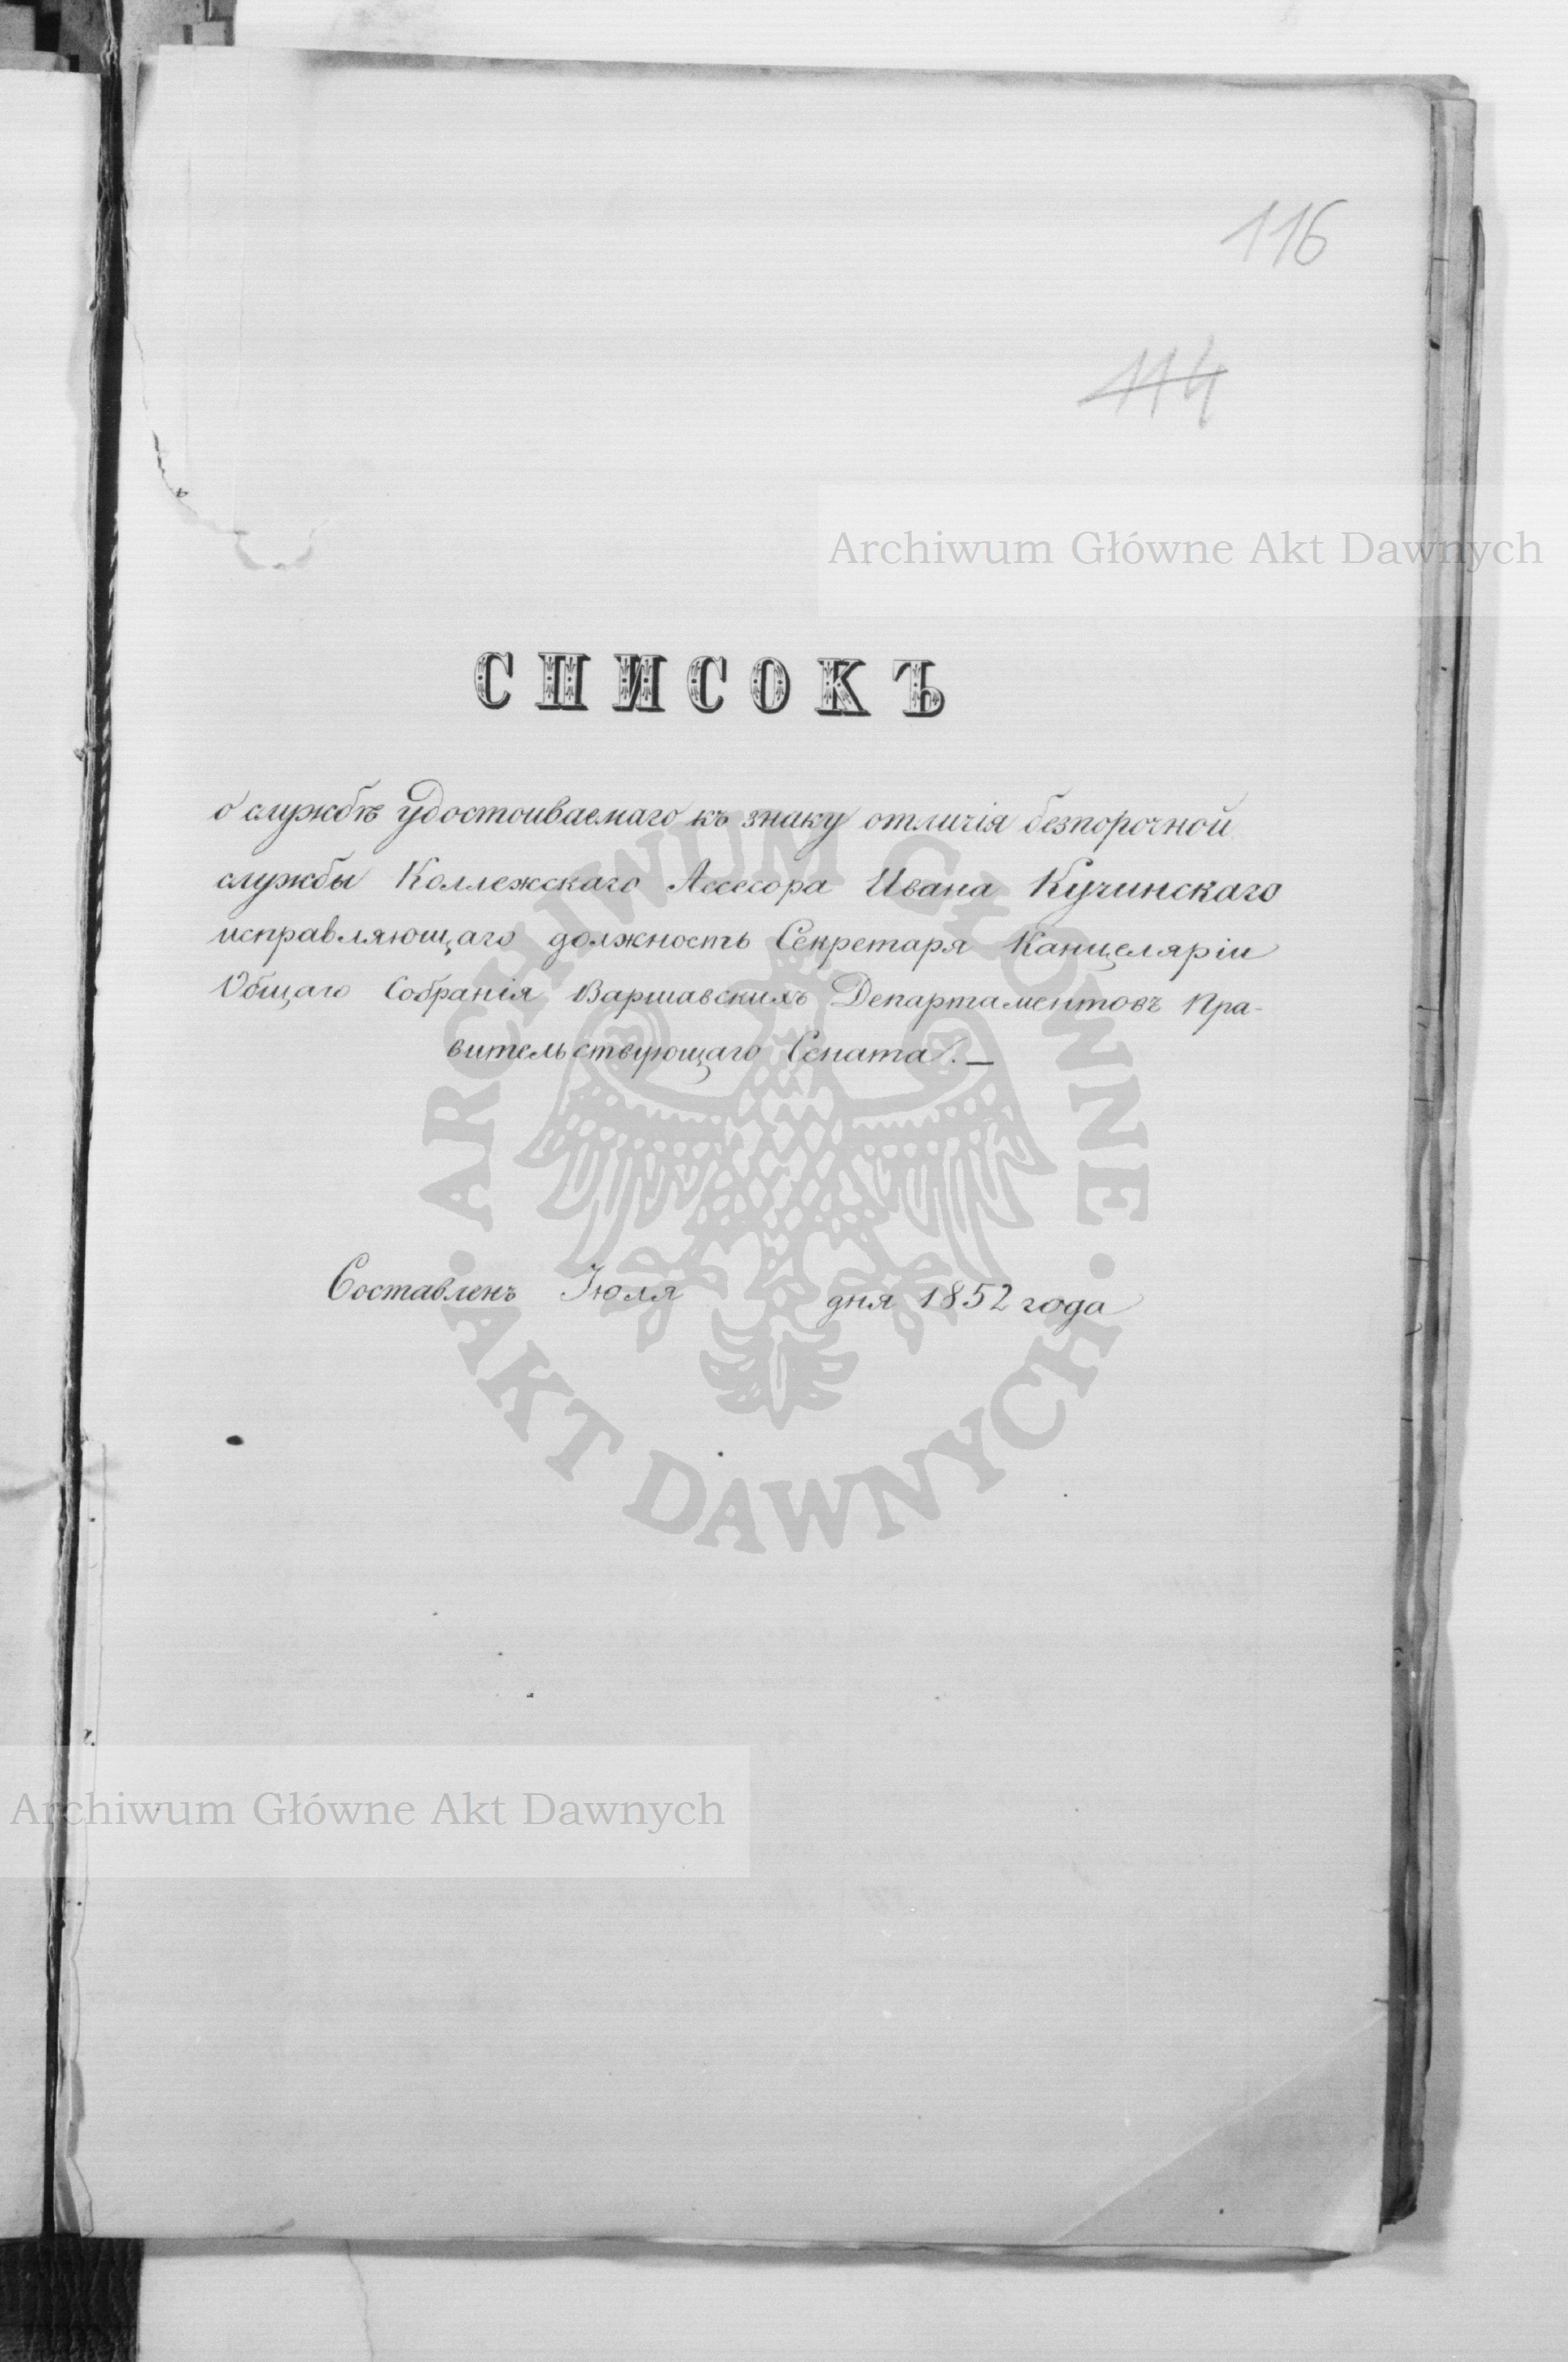 116
114
Archiwum Główne Akt Dawnych
СПИСОКЪ
о службѣ удостоиваемаго къ знаку отличія безпорочной
службы Коллежскаго Ассесора Ивана Кучинскаго
исправляющаго должность Секретаря Канцеляріи
Общаго Собранія Варшавскихъ Департаментовъ Пра-
вительствующаго Сената. —
ARCHIWUM GŁÓWNE · AKT DAWNYCH ·
Составленъ Іюля дня 1852 года
Archiwum Główne Akt Dawnych